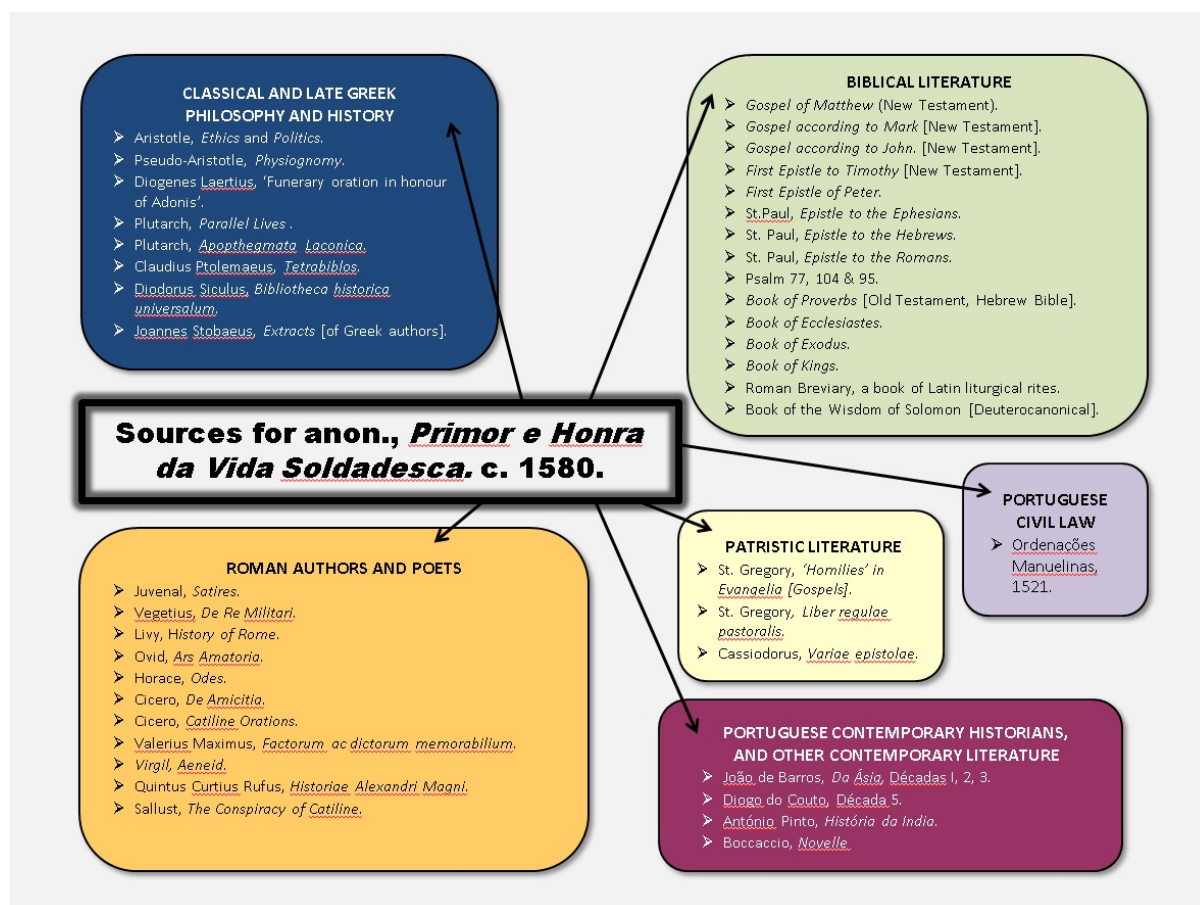 CLASSICAL AND LATE GREEK
PHILOSOPHY AND HISTORY
➢ Aristotle, Ethics and Politics.
➢ Pseudo-Aristotle, Physiognomy.
➢ Diogenes Laertius, ‘Funerary oration in honour
of Adonis’.
➢ Plutarch, Parallel Lives .
➢ Plutarch, Apopthegmata Laconica.
➢ Claudius Ptolemaeus, Tetrabiblos.
➢ Diodorus Siculus, Bibliotheca historica
universalum.
➢ Joannes Stobaeus, Extracts [of Greek authors].
BIBLICAL LITERATURE
➢ Gospel of Matthew (New Testament).
➢ Gospel according to Mark [New Testament].
➢ Gospel according to John. [New Testament].
➢ First Epistle to Timothy [New Testament].
➢ First Epistle of Peter.
➢ St.Paul, Epistle to the Ephesians.
➢ St. Paul, Epistle to the Hebrews.
➢ St. Paul, Epistle to the Romans.
➢ Psalm 77, 104 & 95.
➢ Book of Proverbs [Old Testament, Hebrew Bible].
➢ Book of Ecclesiastes.
➢ Book of Exodus.
➢ Book of Kings.
➢ Roman Breviary, a book of Latin liturgical rites.
➢ Book of the Wisdom of Solomon [Deuterocanonical].
Sources for anon., Primor e Honra
da Vida Soldadesca. c. 1580.
PORTUGUESE
CIVIL LAW
➢ Ordenações
Manuelinas,
1521.
PATRISTIC LITERATURE
➢ St. Gregory, ‘Homilies’ in
Evangelia [Gospels].
➢ St. Gregory, Liber regulae
pastoralis.
➢ Cassiodorus, Variae epistolae.
ROMAN AUTHORS AND POETS
➢ Juvenal, Satires.
➢ Vegetius, De Re Militari.
➢ Livy, History of Rome.
➢ Ovid, Ars Amatoria.
➢ Horace, Odes.
➢ Cicero, De Amicitia.
➢ Cicero, Catiline Orations.
➢ Valerius Maximus, Factorum ac dictorum memorabilium.
➢ Virgil, Aeneid.
➢ Quintus Curtius Rufus, Historiae Alexandri Magni.
➢ Sallust, The Conspiracy of Catiline.
PORTUGUESE CONTEMPORARY HISTORIANS,
AND OTHER CONTEMPORARY LITERATURE
➢ João de Barros, Da Ásia, Décadas I, 2, 3.
➢ Diogo do Couto, Década 5.
➢ António Pinto, História da India.
➢ Boccaccio, Novelle